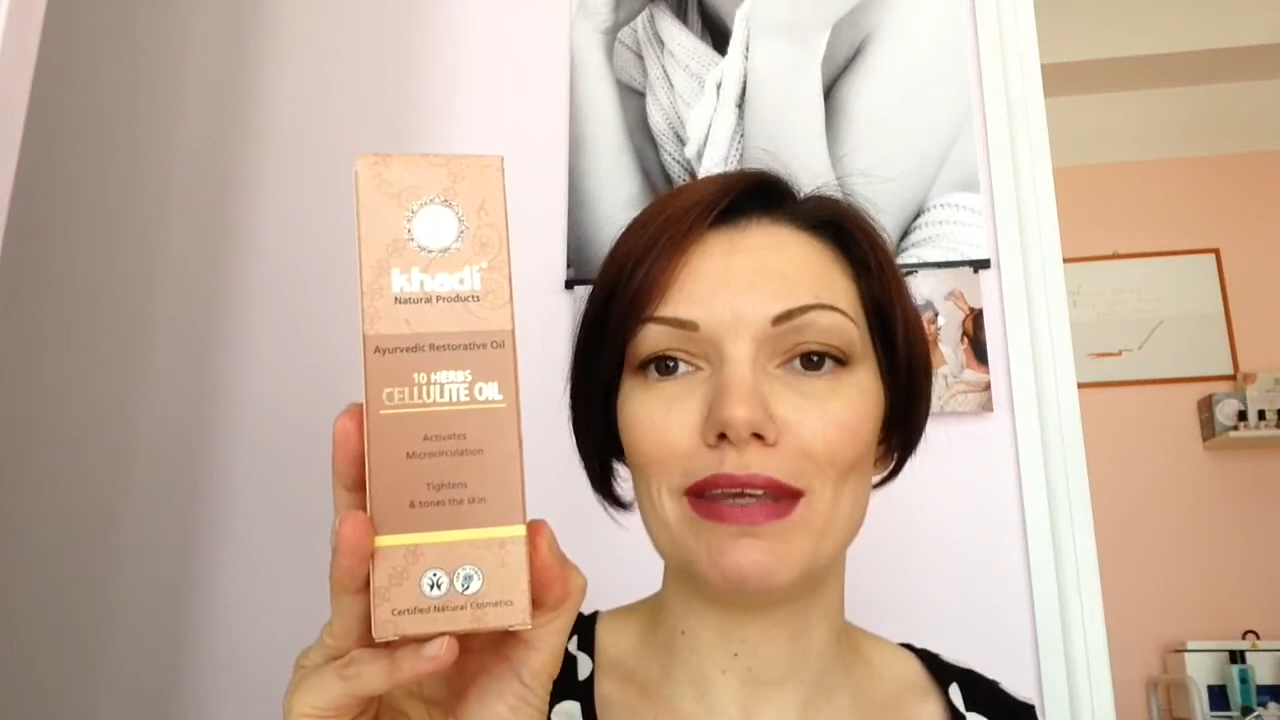 khadi
Natural Products
Ayurvedic Restorative Oil
10 HERBS
CELLULITE OIL
Activates
Microcirculation
Tightens
& tones the skin
Certified Natural Cosmetics